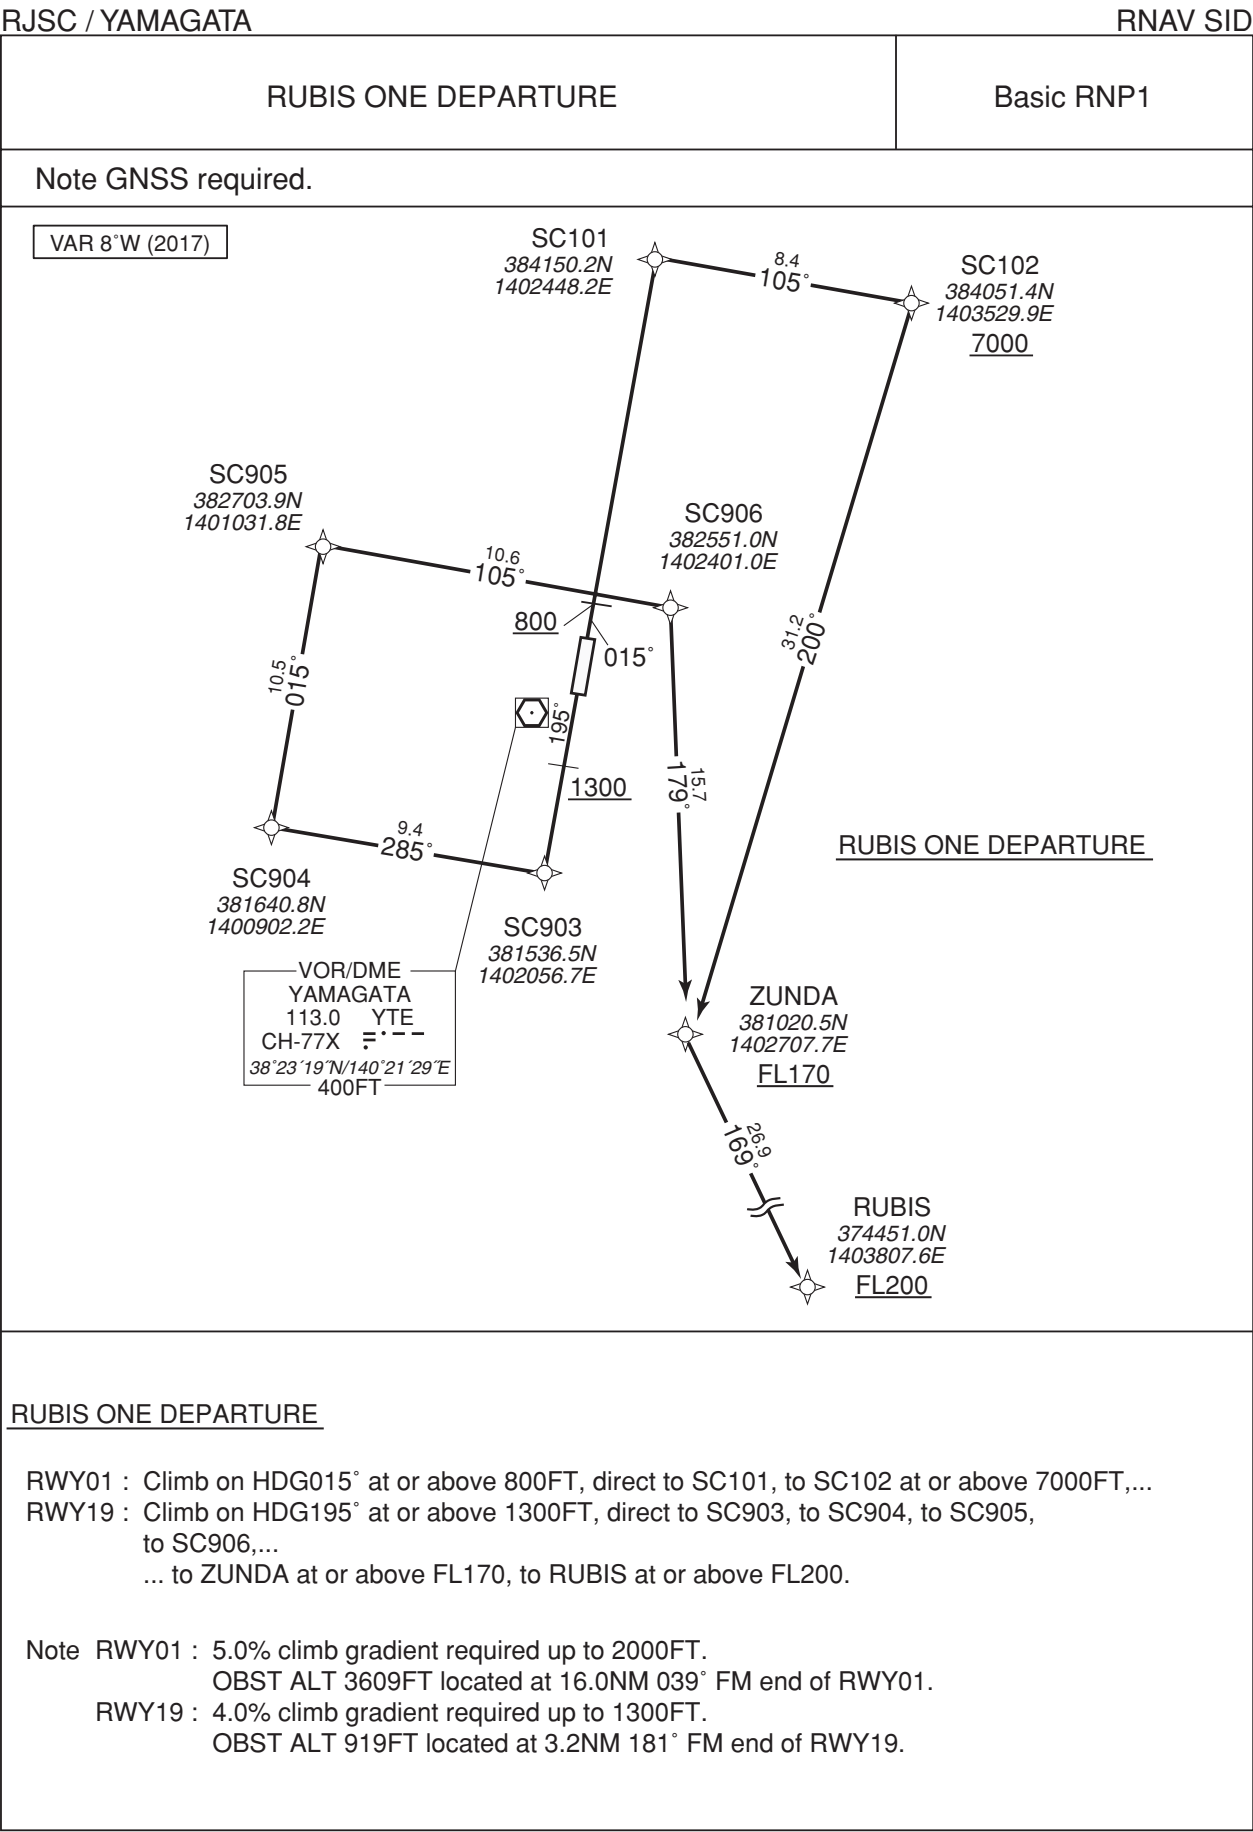 RJSC / YAMAGATA
RNAV SID
RUBIS ONE DEPARTURE
Basic RNP1
Note GNSS required.
VAR 8˚W (2017)
SC101
384150.2N
1402448.2E
8.4
105˚
SC102
384051.4N
1403529.9E
7000
SC905
382703.9N
1401031.8E
10.6
105˚
SC906
382551.0N
1402401.0E
800
015˚
31.2
200˚
10.5
015˚
195˚
1300
15.7
179˚
RUBIS ONE DEPARTURE
9.4
285˚
SC904
381640.8N
1400902.2E
SC903
381536.5N
1402056.7E
VOR/DME
YAMAGATA
113.0 YTE
CH-77X
38˚23´19˝N/140˚21´29˝E
400FT
ZUNDA
381020.5N
1402707.7E
FL170
26.9
169˚
RUBIS
374451.0N
1403807.6E
FL200
RUBIS ONE DEPARTURE
RWY01 : Climb on HDG015˚ at or above 800FT, direct to SC101, to SC102 at or above 7000FT,...
RWY19 : Climb on HDG195˚ at or above 1300FT, direct to SC903, to SC904, to SC905,
to SC906,...
... to ZUNDA at or above FL170, to RUBIS at or above FL200.
Note RWY01 : 5.0% climb gradient required up to 2000FT.
OBST ALT 3609FT located at 16.0NM 039˚ FM end of RWY01.
RWY19 : 4.0% climb gradient required up to 1300FT.
OBST ALT 919FT located at 3.2NM 181˚ FM end of RWY19.